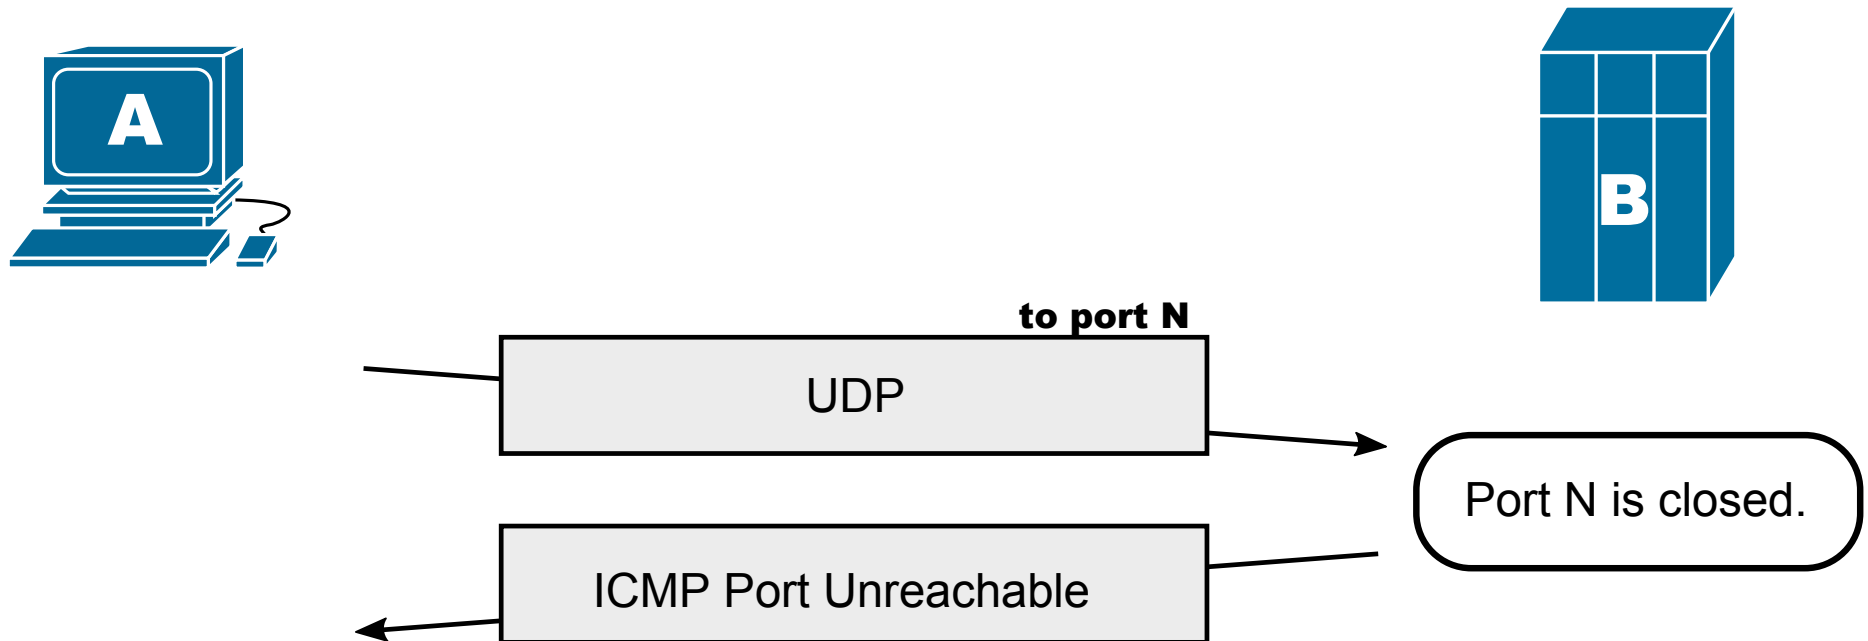 A
B
to port N
UDP
Port N is closed.
ICMP Port Unreachable